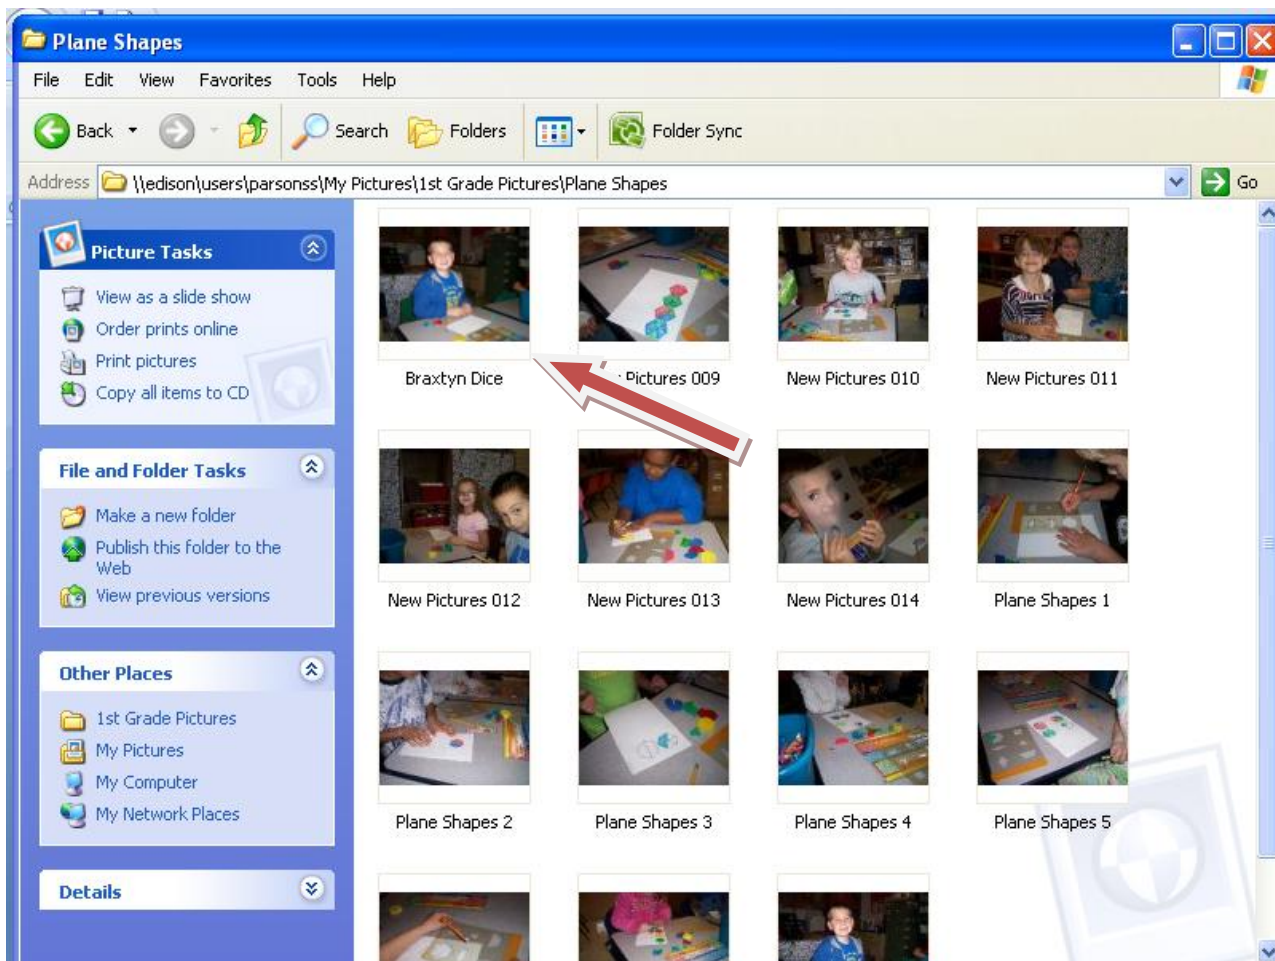 Plane Shapes
File Edit View Favorites Tools Help
Back Search Folders Folder Sync
Address \\edison\users\parsonss\My Pictures\1st Grade Pictures\Plane Shapes Go
Picture Tasks
View as a slide show
Order prints online
Print pictures
Copy all items to CD
File and Folder Tasks
Make a new folder
Publish this folder to the
Web
View previous versions
Other Places
1st Grade Pictures
My Pictures
My Computer
My Network Places
Details
Braxtyn Dice Pictures 009 New Pictures 010 New Pictures 011
New Pictures 012 New Pictures 013 New Pictures 014 Plane Shapes 1
Plane Shapes 2 Plane Shapes 3 Plane Shapes 4 Plane Shapes 5